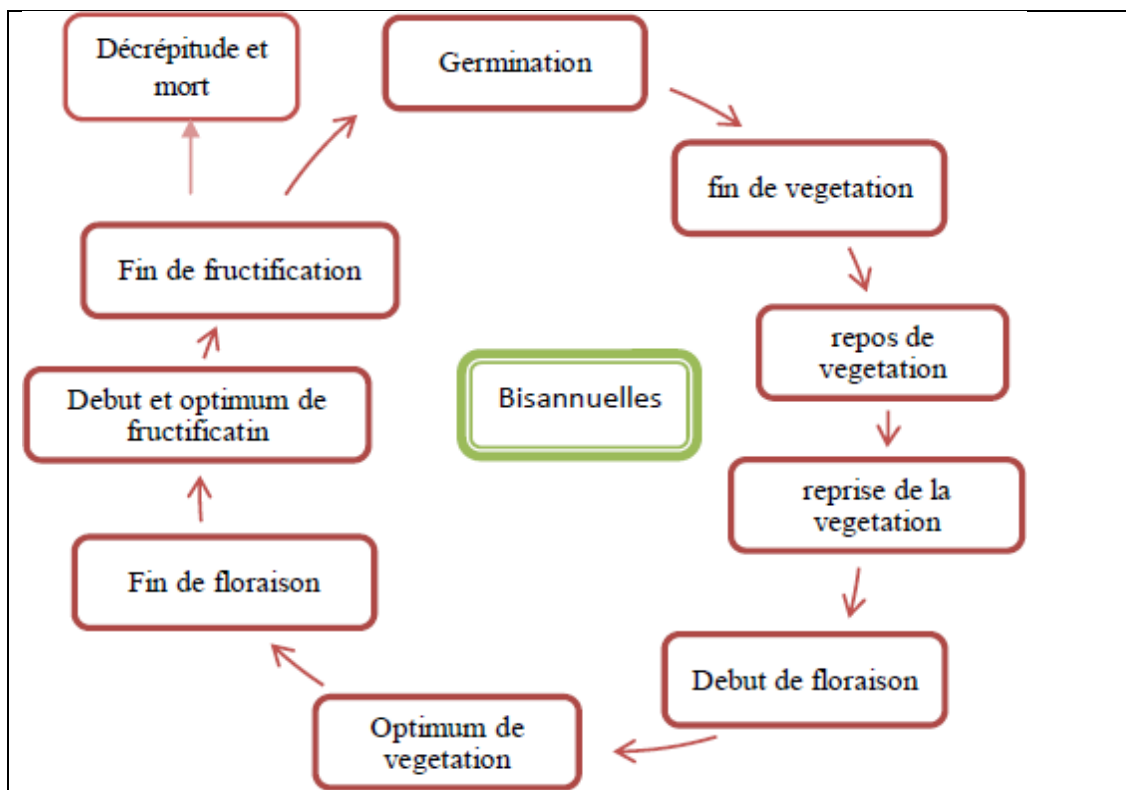 Décrépitude et
mort
Germination
fin de vegetation
repos de
vegetation
reprise de la
vegetation
Debut de floraison
Optimum de
vegetation
Fin de floraison
Debut et optimum de
fructificatin
Fin de fructification
Bisannuelles